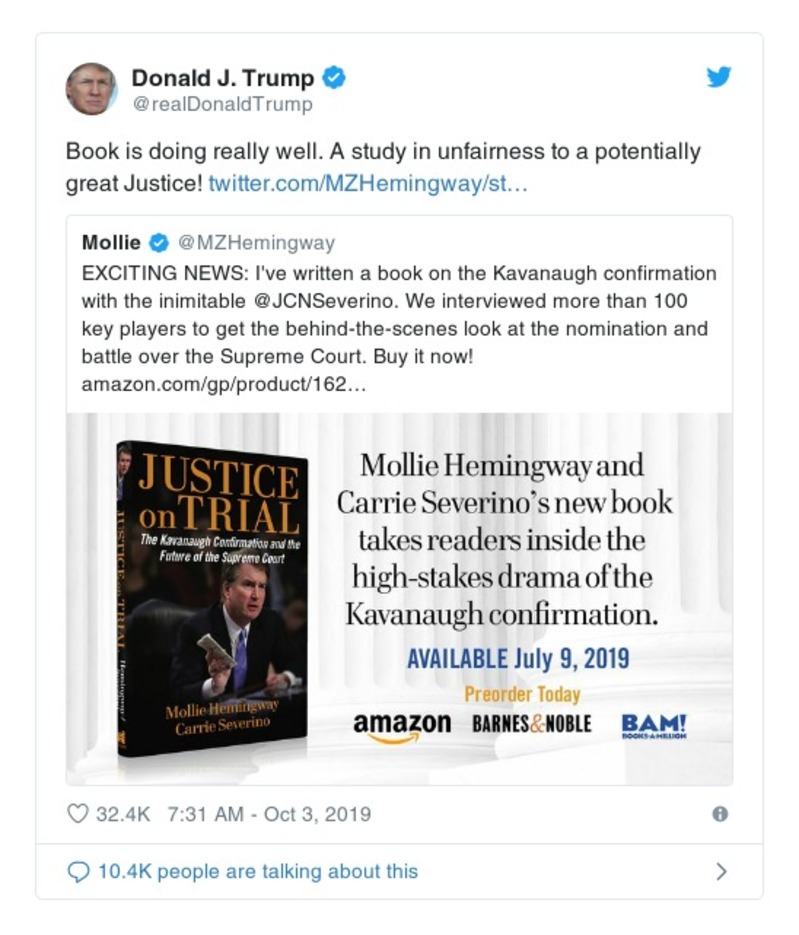 Donald J. Trump
@realDonaldTrump
Book is doing really well. A study in unfairness to a potentially
great Justice! twitter.com/MZHemingway/st…
Mollie @MZHemingway
EXCITING NEWS: I've written a book on the Kavanaugh confirmation
with the inimitable @JCNSeverino. We interviewed more than 100
key players to get the behind-the-scenes look at the nomination and
battle over the Supreme Court. Buy it now!
amazon.com/gp/product/162…
JUSTICE
on TRIAL
The Kavanaugh Confirmation and the
Future of the Supreme Court
Mollie Hemingway
Carrie Severino
JUSTICE on TRIAL
Mollie Hemingway and
Carrie Severino's new book
takes readers inside the
high-stakes drama of the
Kavanaugh confirmation.
AVAILABLE July 9, 2019
Preorder Today
amazon BARNES&NOBLE BAM!
BOOKS-A-MILLION
32.4K 7:31 AM - Oct 3, 2019
10.4K people are talking about this